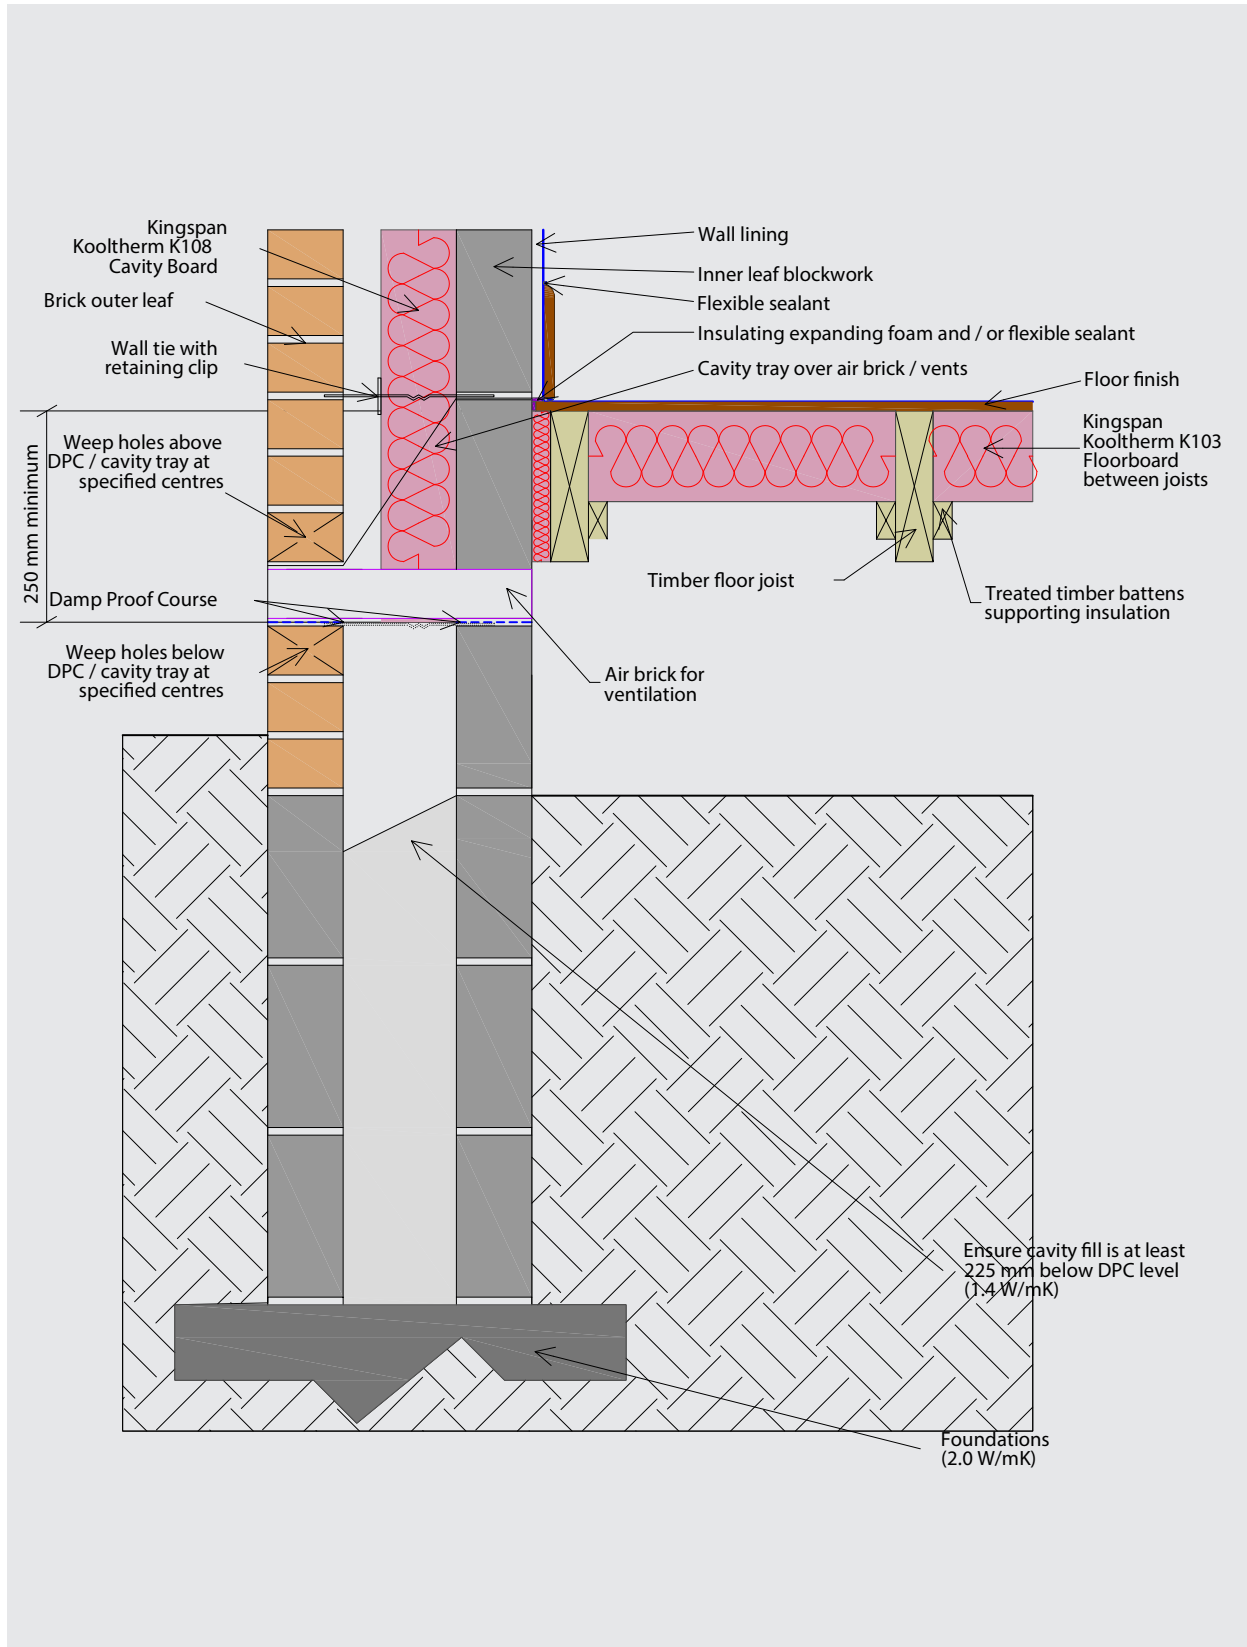 Kingspan
Kooltherm K108
Cavity Board
Brick outer leaf
Wall tie with
retaining clip
Weep holes above
DPC / cavity tray at
specified centres
250 mm minimum
Damp Proof Course
Weep holes below
DPC / cavity tray at
specified centres
Wall lining
Inner leaf blockwork
Flexible sealant
Insulating expanding foam and / or flexible sealant
Cavity tray over air brick / vents
Floor finish
Kingspan
Kooltherm K103
Floorboard
between joists
Timber floor joist
Treated timber battens
supporting insulation
Air brick for
ventilation
Ensure cavity fill is at least
225 mm below DPC level
(1.4 W/mK)
Foundations
(2.0 W/mK)